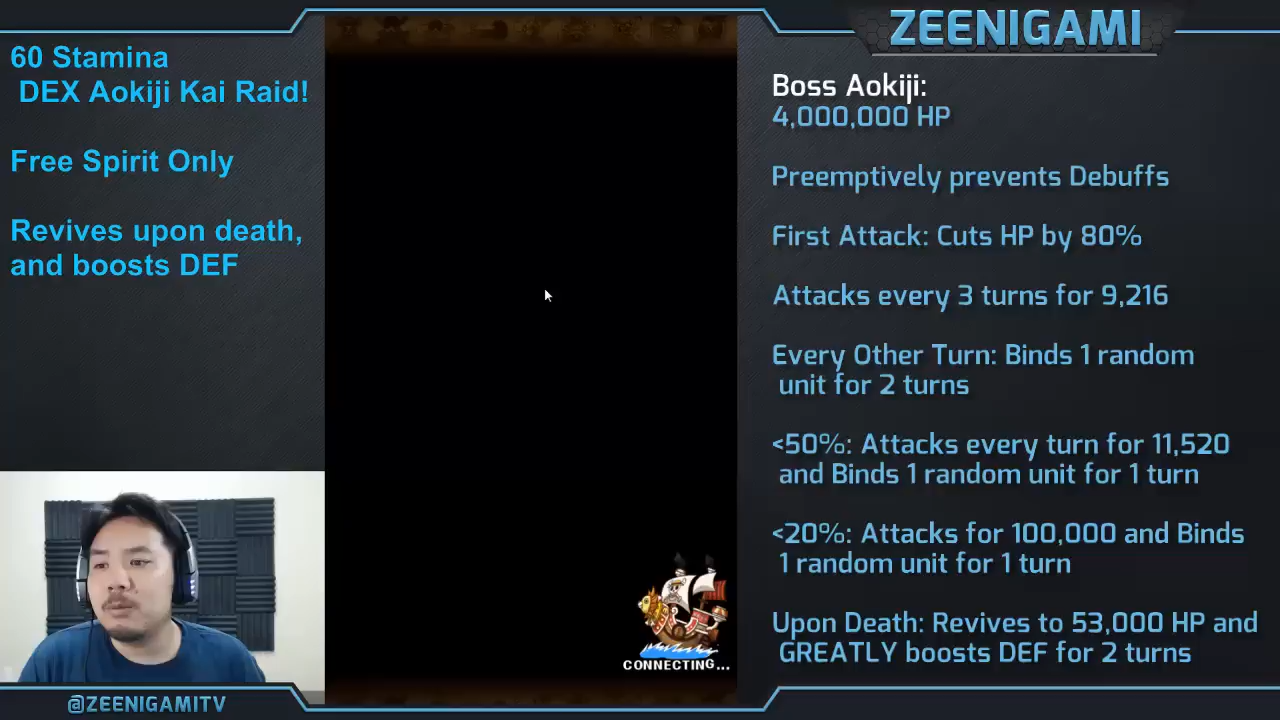 60 Stamina
DEX Aokiji Kai Raid!
Free Spirit Only
Revives upon death,
and boosts DEF
@ZEENIGAMITV
CONNECTING...
ZEENIGAMI
Boss Aokiji:
4,000,000 HP
Preemptively prevents Debuffs
First Attack: Cuts HP by 80%
Attacks every 3 turns for 9,216
Every Other Turn: Binds 1 random
unit for 2 turns
<50%: Attacks every turn for 11,520
and Binds 1 random unit for 1 turn
<20%: Attacks for 100,000 and Binds
1 random unit for 1 turn
Upon Death: Revives to 53,000 HP and
GREATLY boosts DEF for 2 turns